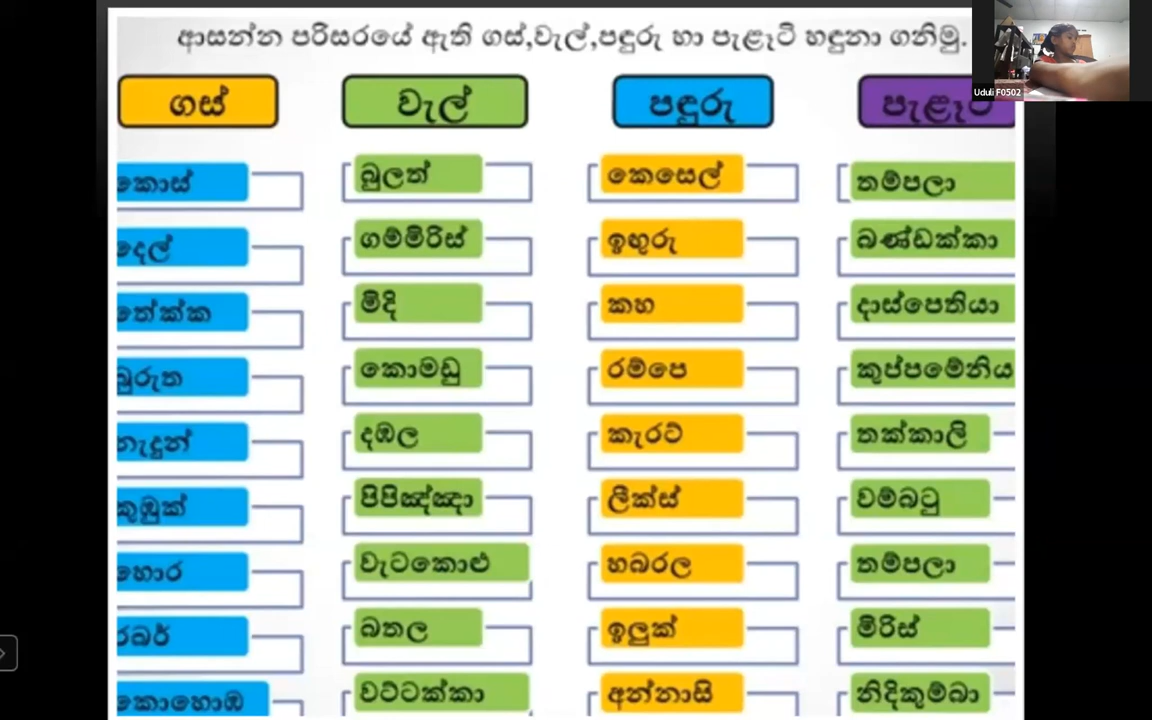 ආසන්න පරිසරයේ ඇති ගස්,වැල්,පඳුරු හා පැළෑටි හඳුනා ගනිමු.
Uduli F0502
ගස් වැල් පඳුරු පැළෑටි
කොස් බුලත් කෙසෙල් තම්පලා
දෙල් ගම්මිරිස් ඉඟුරු බණ්ඩක්කා
තේක්ක මිදි කහ දාස්පෙතියා
බුරුත කොමඩු රම්පෙ කුප්පමේනිය
නැදුන් දඹල කැරට් තක්කාලි
කුඹුක් පිපිඤ්ඤා ලීක්ස් වම්බටු
හොර වැටකොළු හබරල තම්පලා
රබර් බතල ඉලුක් මිරිස්
කොහොඹ වට්ටක්කා අන්නාසි නිදිකුම්බා